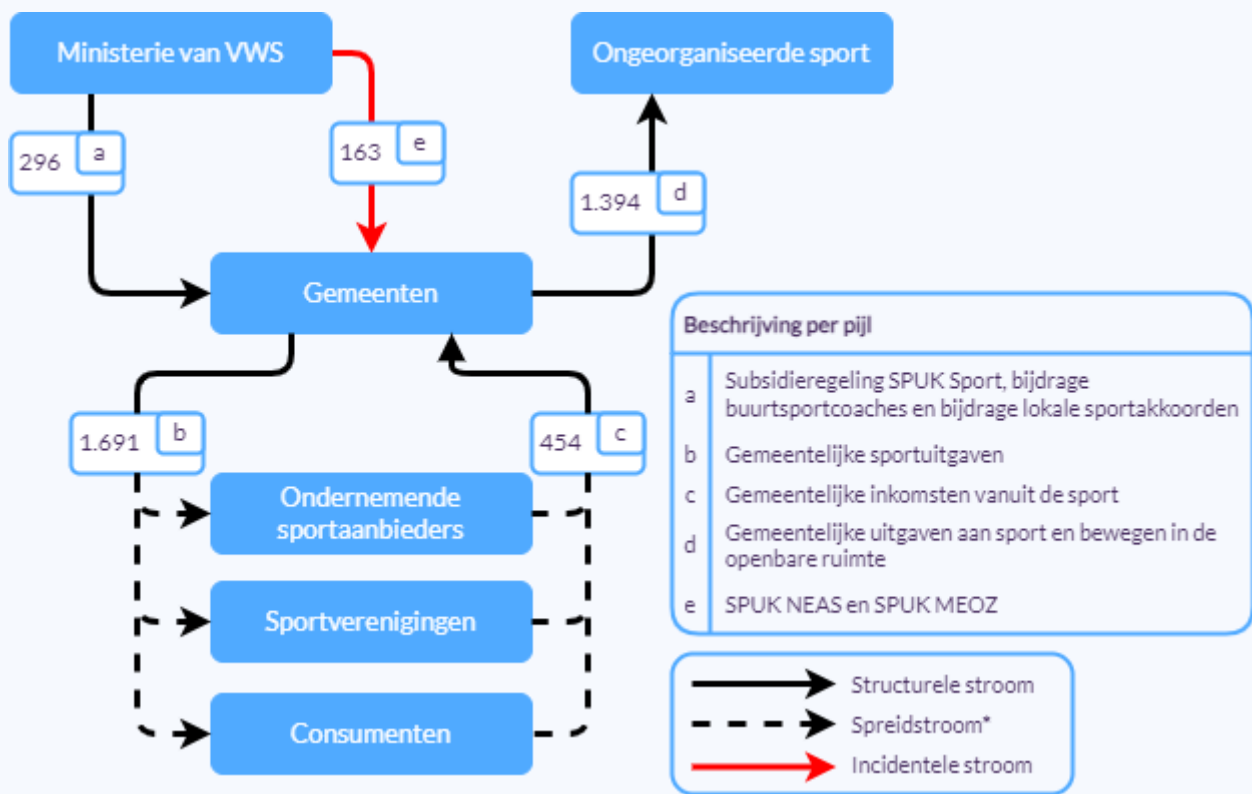 Ministerie van VWS
Ongeorganiseerde sport
296
a
163
e
1.394
d
Gemeenten
1.691
b
454
c
Ondernemende
sportaanbieders
Sportverenigingen
Consumenten
Beschrijving per pijl
a
Subsidieregeling SPUK Sport, bijdrage
buurtsportcoaches en bijdrage lokale sportakkoorden
b
Gemeentelijke sportuitgaven
c
Gemeentelijke inkomsten vanuit de sport
d
Gemeentelijke uitgaven aan sport en bewegen in de
openbare ruimte
e
SPUK NEAS en SPUK MEOZ
Structurele stroom
Spreidstroom*
Incidentele stroom